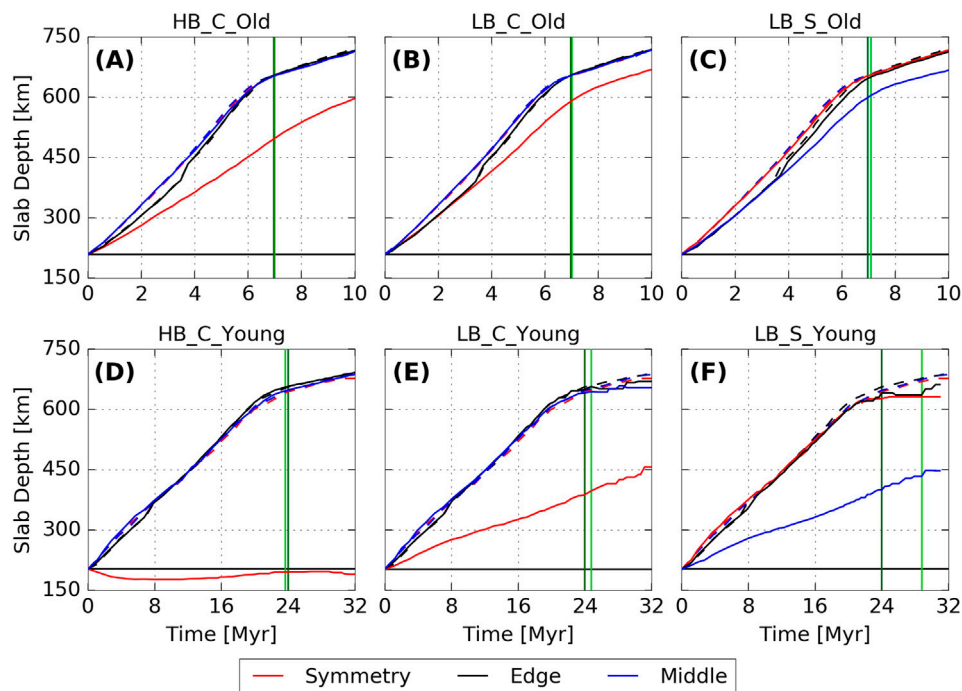 HB_C_Old LB_C_Old LB_S_Old
Slab Depth [km]
750
600
450
300
150
(A) (B) (C)
0 2 4 6 8 10 0 2 4 6 8 10 0 2 4 6 8 10
HB_C_Young LB_C_Young LB_S_Young
Slab Depth [km]
750
600
450
300
150
(D) (E) (F)
0 8 16 24 32 0 8 16 24 32 0 8 16 24 32
Time [Myr] Time [Myr] Time [Myr]
Symmetry Edge Middle